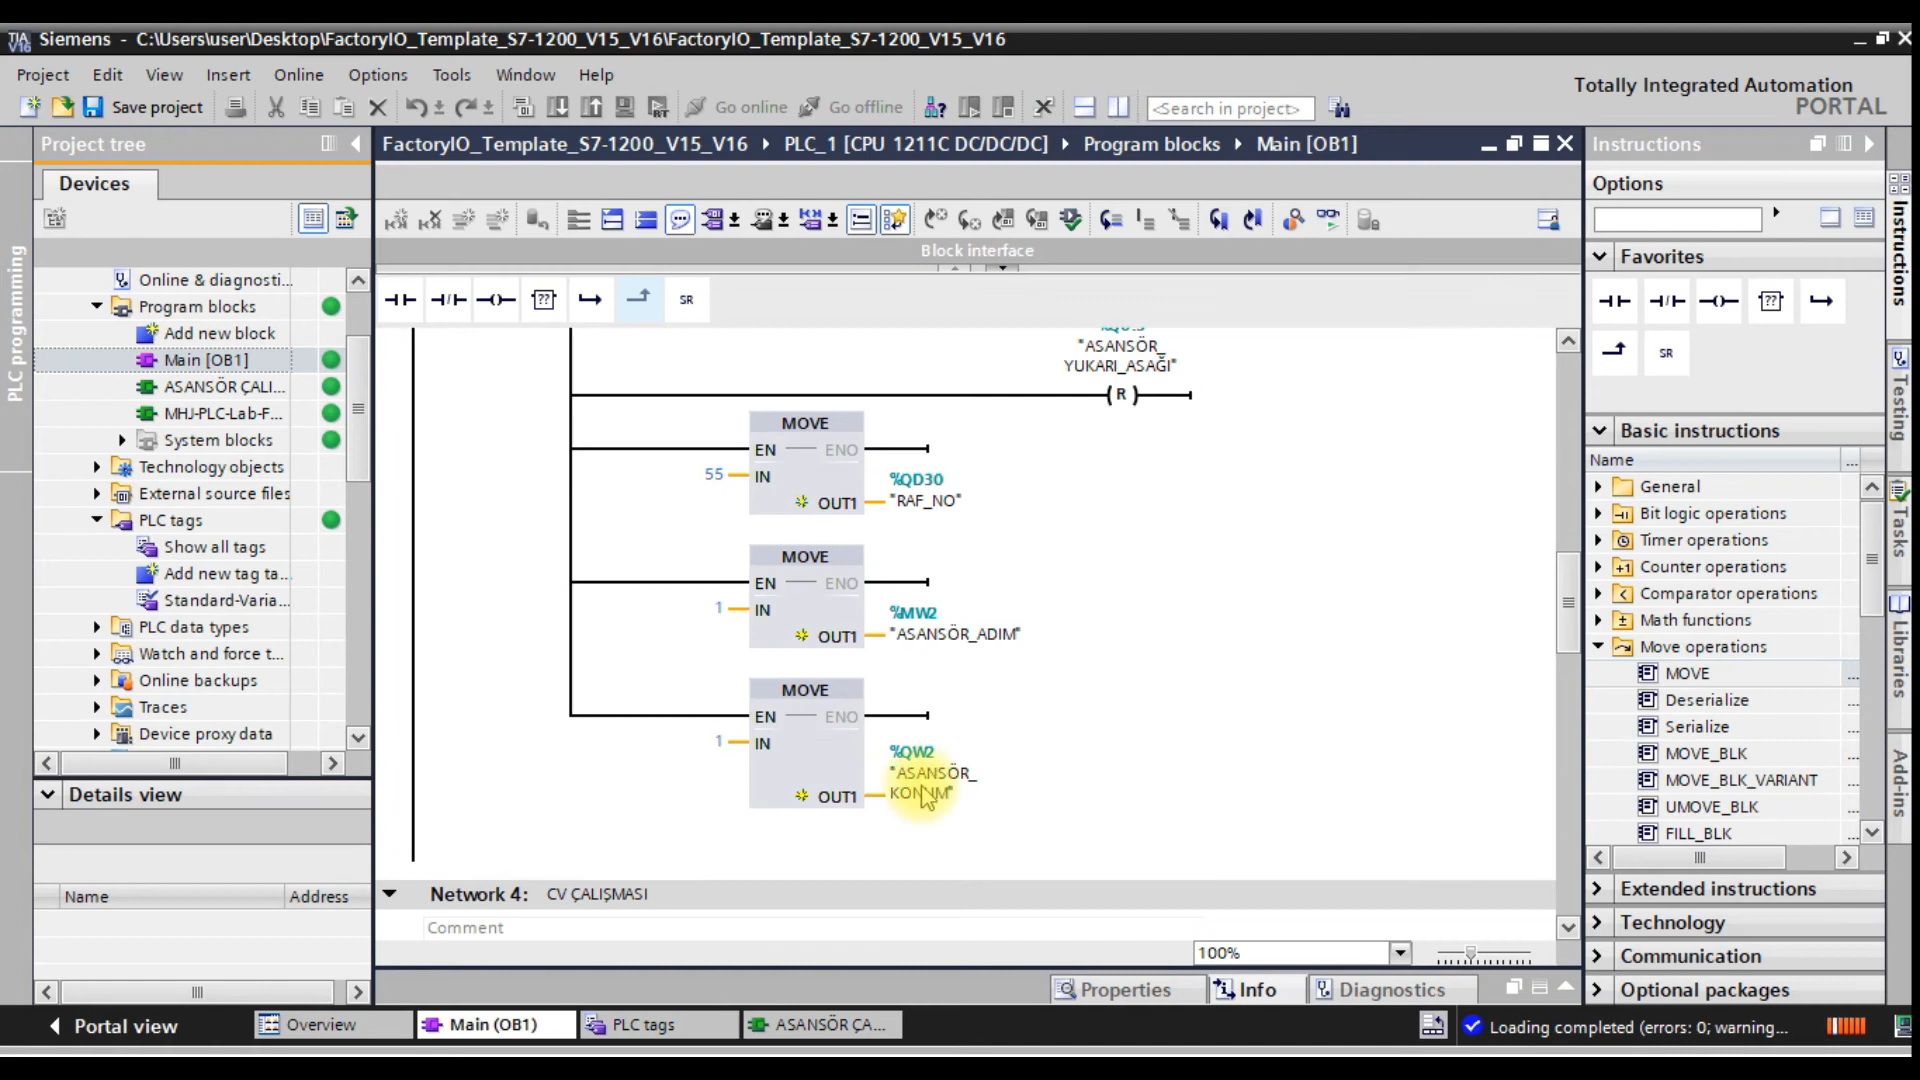 TIA V16 Siemens - C:\Users\user\Desktop\FactoryIO_Template_S7-1200_V15_V16\FactoryIO_Template_S7-1200_V15_V16
Project Edit View Insert Online Options Tools Window Help
Totally Integrated Automation
PORTAL
Save project
Go online
Go offline
<Search in project>
Project tree
FactoryIO_Template_S7-1200_V15_V16 PLC_1 [CPU 1211C DC/DC/DC] Program blocks Main [OB1]
Instructions
Devices
Options
Block interface
PLC programming
Online & diagnosti...
Program blocks
Add new block
Main [OB1]
ASANSÖR ÇALI...
MHJ-PLC-Lab-F...
System blocks
Technology objects
External source files
PLC tags
Show all tags
Add new tag ta...
Standard-Varia...
PLC data types
Watch and force t...
Online backups
Traces
Device proxy data
Details view
Name Address
??
SR
"ASANSÖR_
YUKARI_ASAĞI"
R
MOVE
EN ENO
55 IN
%QD30
OUT1 "RAF_NO"
MOVE
EN ENO
1 IN
%MW2
OUT1 "ASANSÖR_ADIM"
MOVE
EN ENO
1 IN
%QW2
"ASANSÖR_
OUT1 KONUM"
Network 4: CV ÇALIŞMASI
Comment
100%
Properties Info Diagnostics
Favorites
??
SR
Basic instructions
Name ...
General
Bit logic operations
Timer operations
Counter operations
Comparator operations
Math functions
Move operations
MOVE ...
Deserialize ...
Serialize ...
MOVE_BLK ...
MOVE_BLK_VARIANT ...
UMOVE_BLK ...
FILL_BLK ...
Extended instructions
Technology
Communication
Optional packages
Instructions
Testing
Tasks
Libraries
Add-ins
Portal view
Overview
Main (OB1)
PLC tags
ASANSÖR ÇA...
Loading completed (errors: 0; warning...